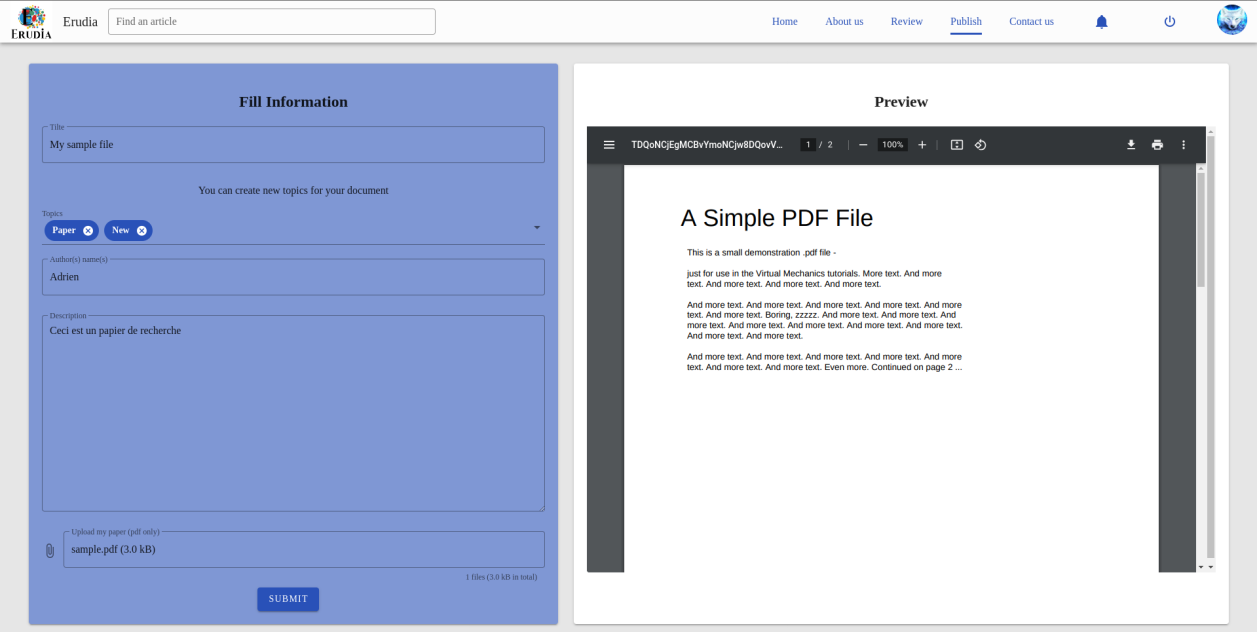 ERUDIA
Erudia
Find an article
Home
About us
Review
Publish
Contact us
Fill Information
Tilte
My sample file
You can create new topics for your document
Topics
Paper
New
Author(s) name(s)
Adrien
Description
Ceci est un papier de recherche
Upload my paper (pdf only)
sample.pdf (3.0 kB)
1 files (3.0 kB in total)
SUBMIT
Preview
TDQoNCjEgMCBvYmoNCjw8DQovV...
1 / 2
100%
A Simple PDF File
This is a small demonstration .pdf file -
just for use in the Virtual Mechanics tutorials. More text. And more
text. And more text. And more text. And more text.
And more text. And more text. And more text. And more text. And more
text. And more text. Boring, zzzzz. And more text. And more text. And
more text. And more text. And more text. And more text. And more text.
And more text. And more text.
And more text. And more text. And more text. And more text. And more
text. And more text. And more text. Even more. Continued on page 2 ...